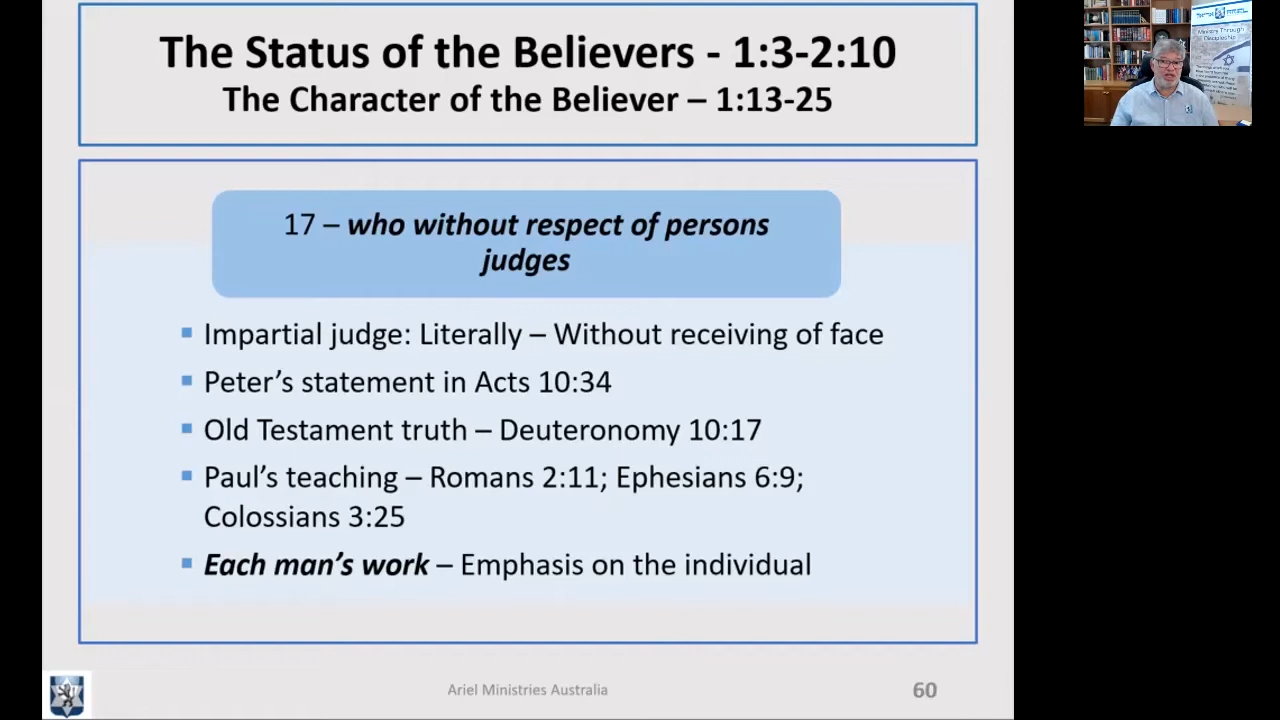 The Status of the Believers - 1:3-2:10
The Character of the Believer – 1:13-25
17 – who without respect of persons
judges
Impartial judge: Literally – Without receiving of face
Peter’s statement in Acts 10:34
Old Testament truth – Deuteronomy 10:17
Paul’s teaching – Romans 2:11; Ephesians 6:9;
Colossians 3:25
Each man’s work – Emphasis on the individual
Ariel Ministries Australia
60
Ministry Through
Discipleship